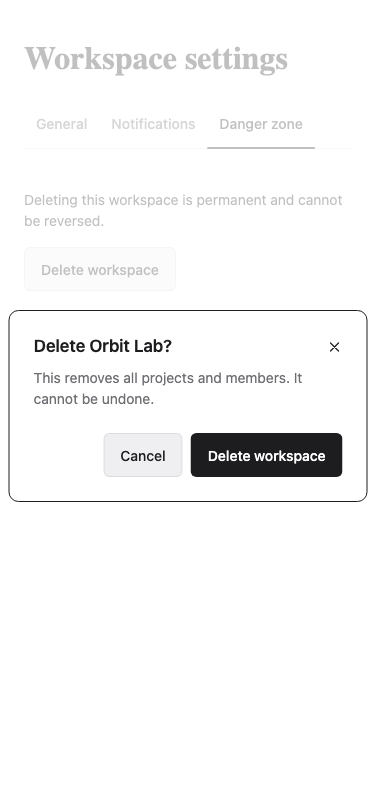 Workspace settings
General Notifications Danger zone
Deleting this workspace is permanent and cannot
be reversed.
Delete workspace
Delete Orbit Lab?
This removes all projects and members. It
cannot be undone.
Cancel Delete workspace